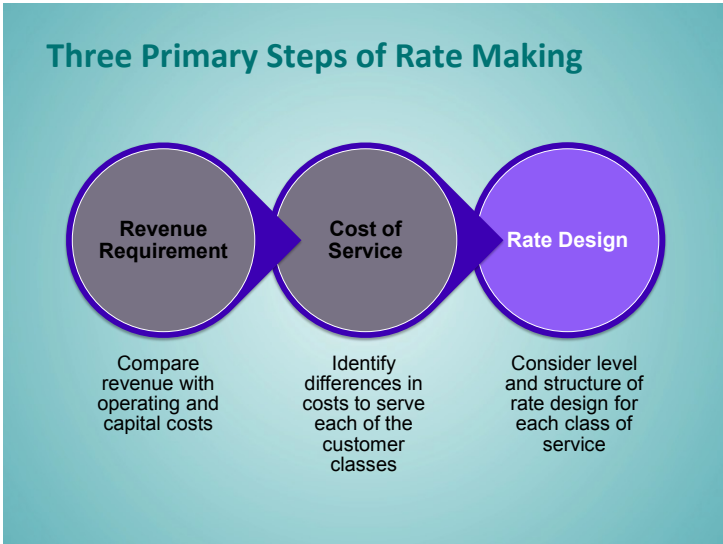 Three Primary Steps of Rate Making
Revenue
Requirement
Cost of
Service
Rate Design
Compare
revenue with
operating and
capital costs
Identify
differences in
costs to serve
each of the
customer
classes
Consider level
and structure of
rate design for
each class of
service